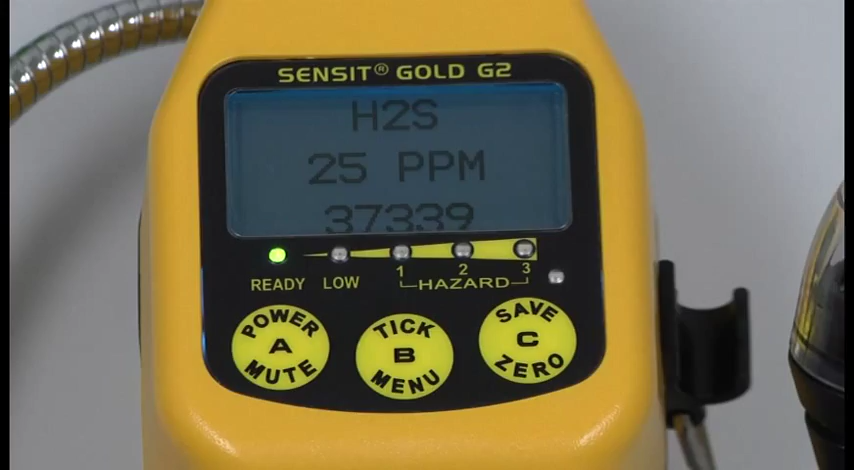 SENSIT® GOLD G2
H2S
25 PPM
37339
READY LOW 1 2 3
HAZARD
POWER A MUTE
TICK B MENU
SAVE C ZERO